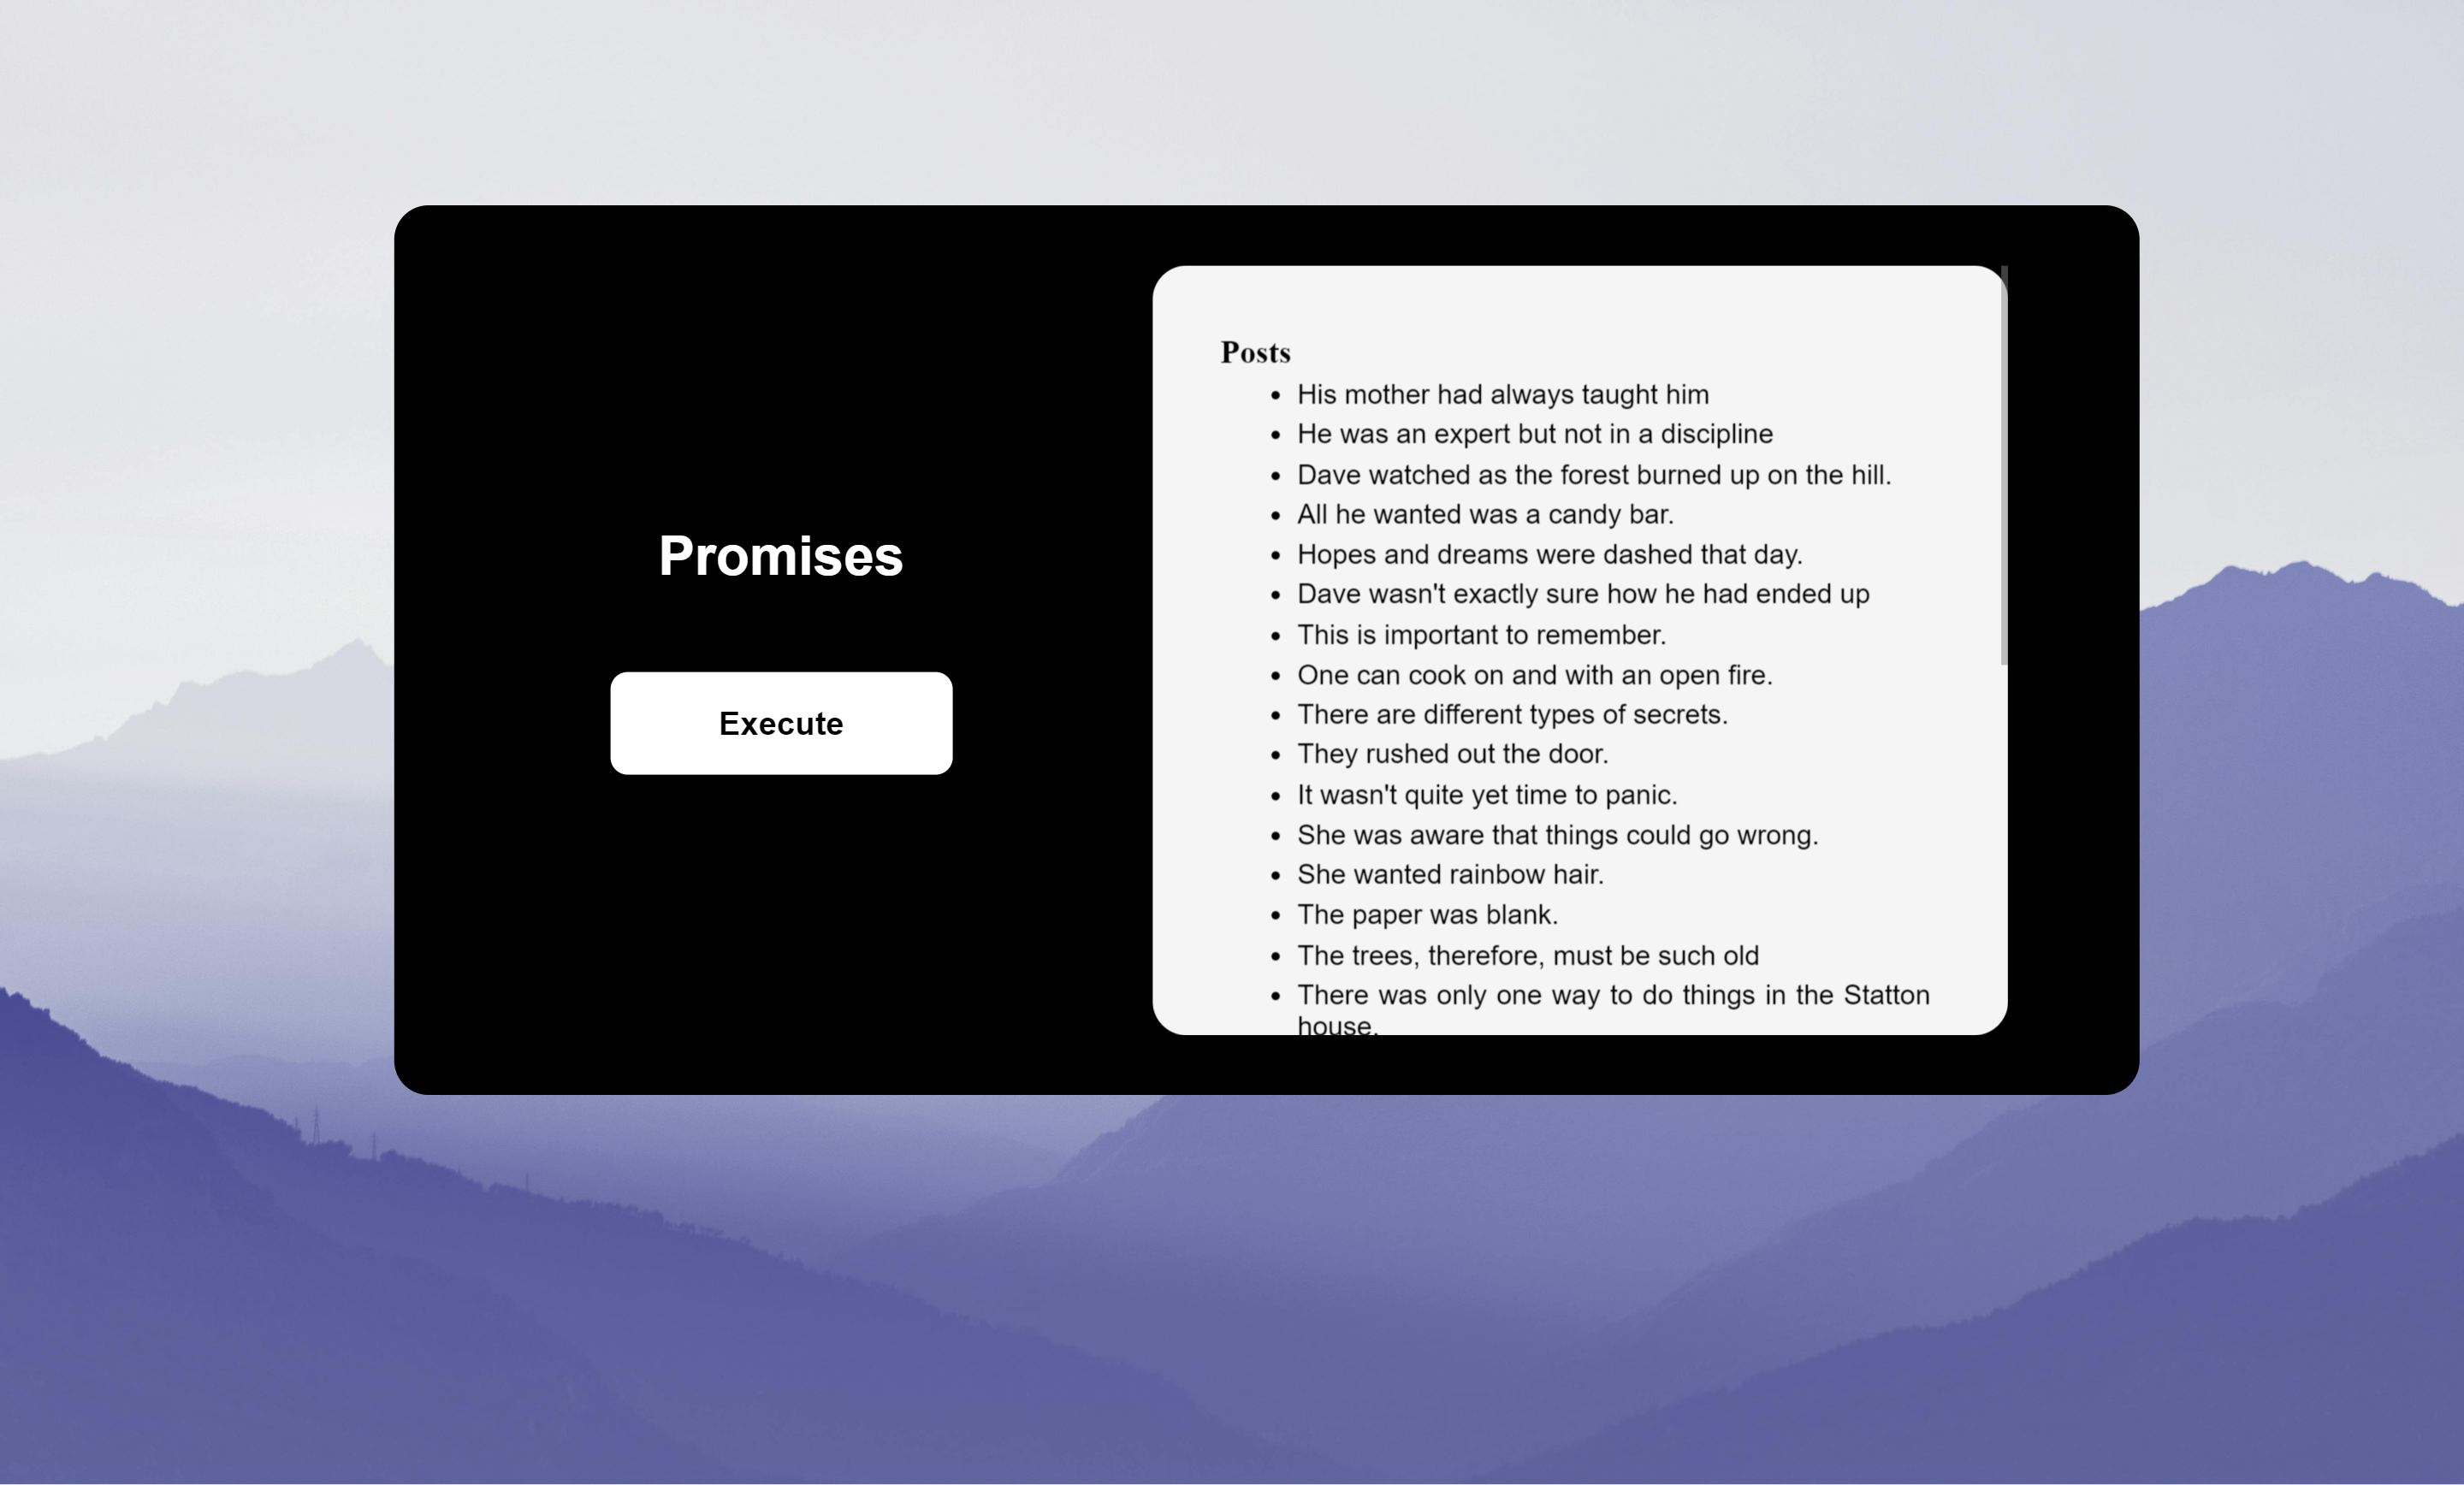 Promises
Execute
Posts
His mother had always taught him
He was an expert but not in a discipline
Dave watched as the forest burned up on the hill.
All he wanted was a candy bar.
Hopes and dreams were dashed that day.
Dave wasn't exactly sure how he had ended up
This is important to remember.
One can cook on and with an open fire.
There are different types of secrets.
They rushed out the door.
It wasn't quite yet time to panic.
She was aware that things could go wrong.
She wanted rainbow hair.
The paper was blank.
The trees, therefore, must be such old
There was only one way to do things in the Statton
house.